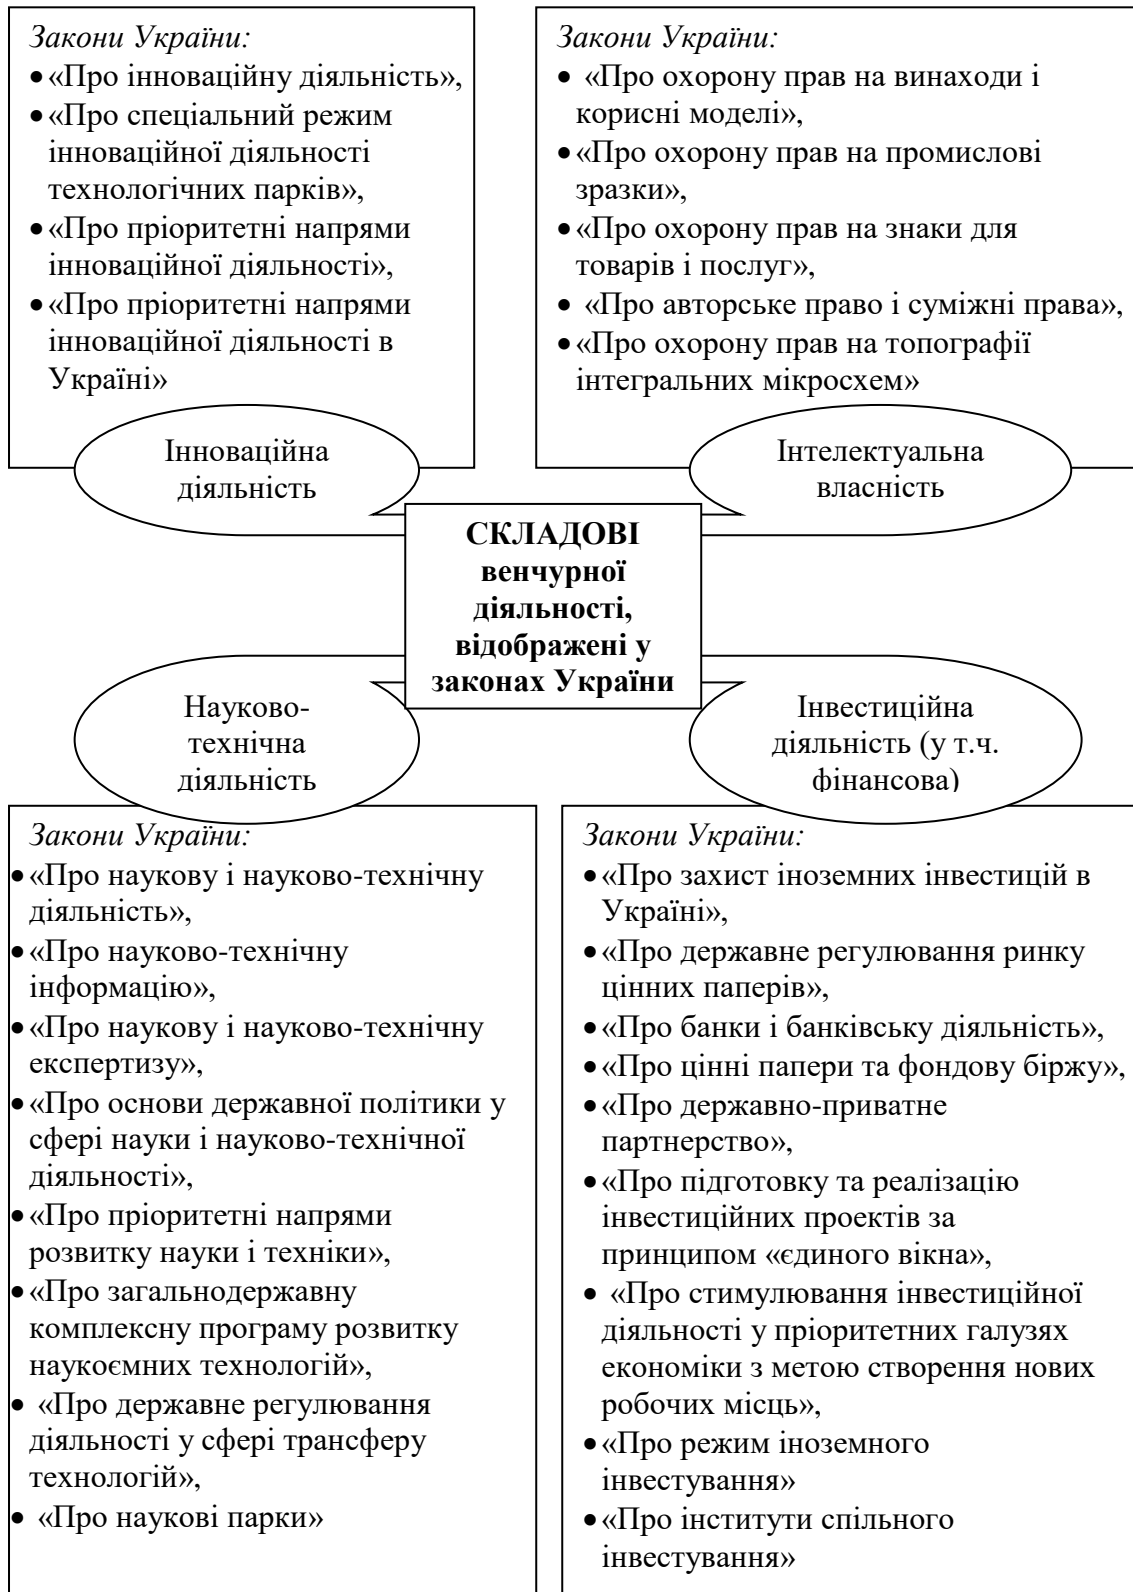 Закони України:
• «Про інноваційну діяльність»,
• «Про спеціальний режим
інноваційної діяльності
технологічних парків»,
• «Про пріоритетні напрями
інноваційної діяльності»,
• «Про пріоритетні напрями
інноваційної діяльності в
Україні»
Інноваційна
діяльність
Закони України:
• «Про охорону прав на винаходи і
корисні моделі»,
• «Про охорону прав на промислові
зразки»,
• «Про охорону прав на знаки для
товарів і послуг»,
• «Про авторське право і суміжні права»,
• «Про охорону прав на топографії
інтегральних мікросхем»
Інтелектуальна
власність
СКЛАДОВІ
венчурної
діяльності,
відображені у
законах України
Науково-
технічна
діяльність
Закони України:
• «Про наукову і науково-технічну
діяльність»,
• «Про науково-технічну
інформацію»,
• «Про наукову і науково-технічну
експертизу»,
• «Про основи державної політики у
сфері науки і науково-технічної
діяльності»,
• «Про пріоритетні напрями
розвитку науки і техніки»,
• «Про загальнодержавну
комплексну програму розвитку
наукоємних технологій»,
• «Про державне регулювання
діяльності у сфері трансферу
технологій»,
• «Про наукові парки»
Інвестиційна
діяльність (у т.ч.
фінансова)
Закони України:
• «Про захист іноземних інвестицій в
Україні»,
• «Про державне регулювання ринку
цінних паперів»,
• «Про банки і банківську діяльність»,
• «Про цінні папери та фондову біржу»,
• «Про державно-приватне
партнерство»,
• «Про підготовку та реалізацію
інвестиційних проектів за
принципом «єдиного вікна»,
• «Про стимулювання інвестиційної
діяльності у пріоритетних галузях
економіки з метою створення нових
робочих місць»,
• «Про режим іноземного
інвестування»
• «Про інститути спільного
інвестування»